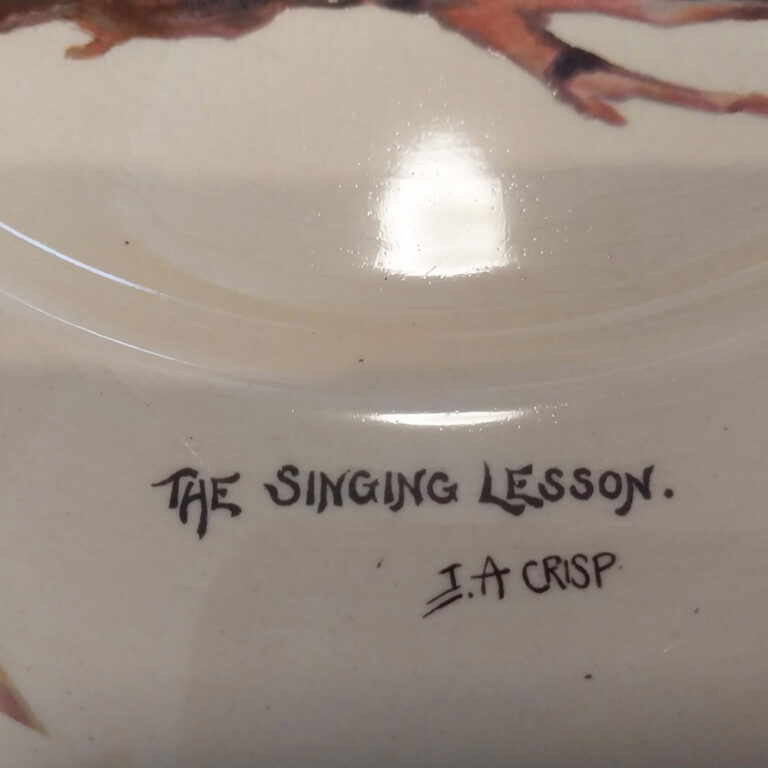 THE SINGING LESSON.
I.A CRISP.